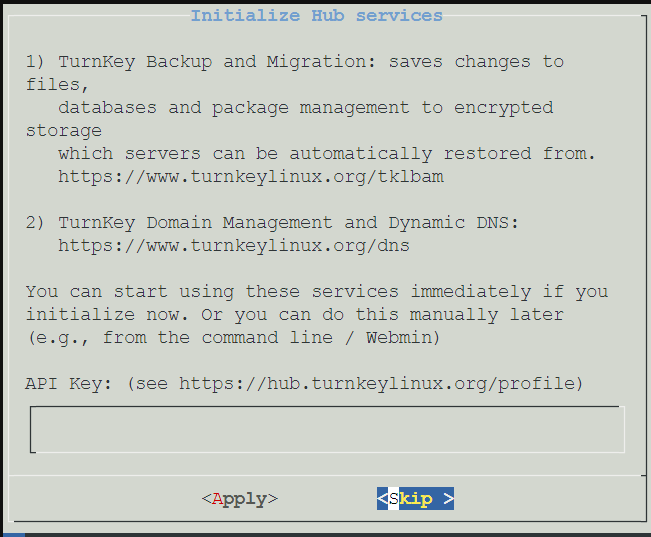 Initialize Hub services
1) TurnKey Backup and Migration: saves changes to
files,
databases and package management to encrypted
storage
which servers can be automatically restored from.
https://www.turnkeylinux.org/tklbam
2) TurnKey Domain Management and Dynamic DNS:
https://www.turnkeylinux.org/dns
You can start using these services immediately if you
initialize now. Or you can do this manually later
(e.g., from the command line / Webmin)
API Key: (see https://hub.turnkeylinux.org/profile)
<Apply> <Skip >